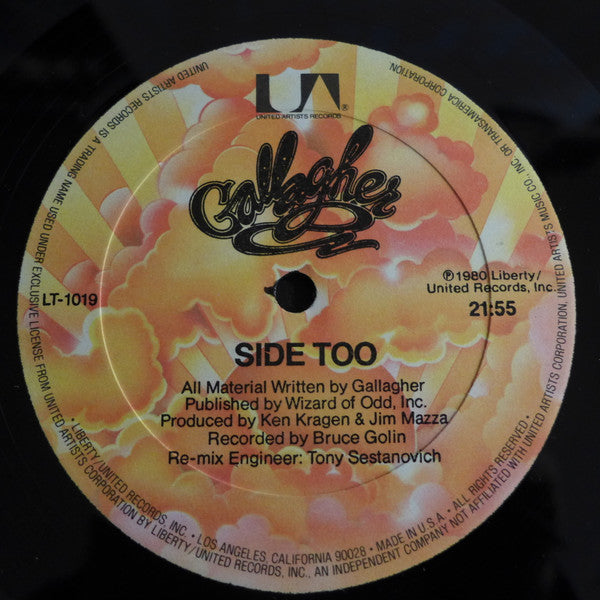 UA
®
UNITED ARTISTS RECORDS
Gallagher
LT-1019
℗1980 Liberty/
United Records, Inc.
21:55
SIDE TOO
All Material Written by Gallagher
Published by Wizard of Odd, Inc.
Produced by Ken Kragen & Jim Mazza
Recorded by Bruce Golin
Re-mix Engineer: Tony Sestanovich
• LIBERTY/UNITED RECORDS, INC. • LOS ANGELES, CALIFORNIA 90028 • MADE IN U.S.A. • ALL RIGHTS RESERVED •
UNITED ARTISTS RECORDS IS A TRADING NAME USED UNDER EXCLUSIVE LICENSE FROM UNITED ARTISTS CORPORATION BY LIBERTY/UNITED RECORDS, INC., AN INDEPENDENT COMPANY NOT AFFILIATED WITH UNITED ARTISTS CORPORATION, UNITED ARTISTS MUSIC CO., INC. OR TRANSAMERICA CORPORATION.